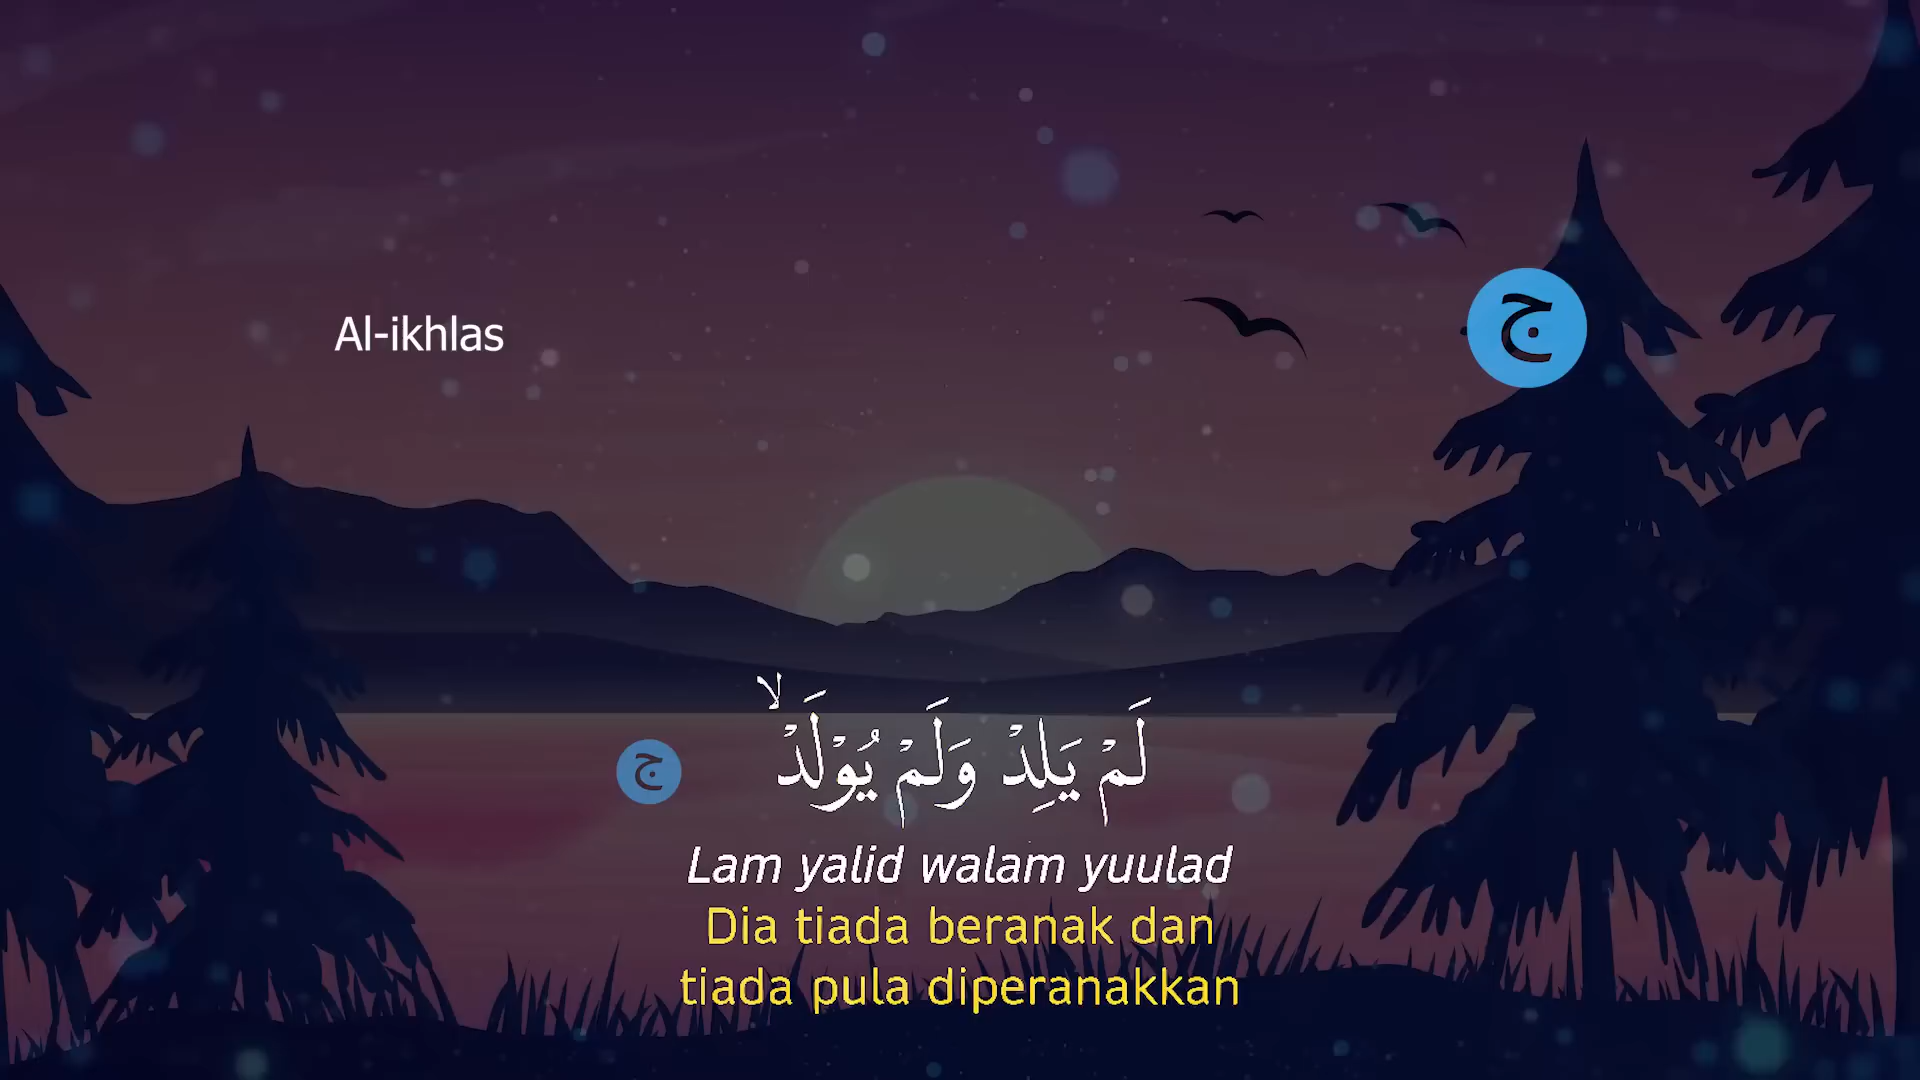 Al-ikhlas
ج
ج
لَمْ يَلِدْ وَلَمْ يُوْلَدْۙ
Lam yalid walam yuulad
Dia tiada beranak dan
tiada pula diperanakkan